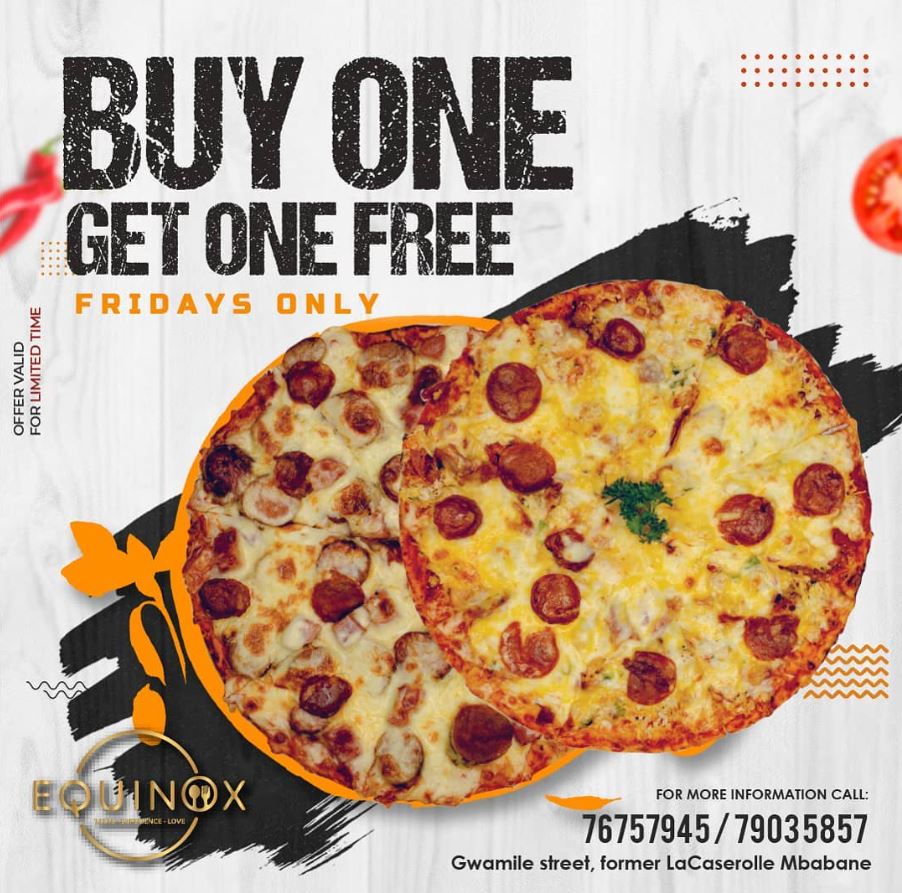 BUY ONE
GET ONE FREE
FRIDAYS ONLY
OFFER VALID
FOR LIMITED TIME
EQUINOX
- LOVE
FOR MORE INFORMATION CALL:
76757945/79035857
Gwamile street, former LaCaserolle Mbabane